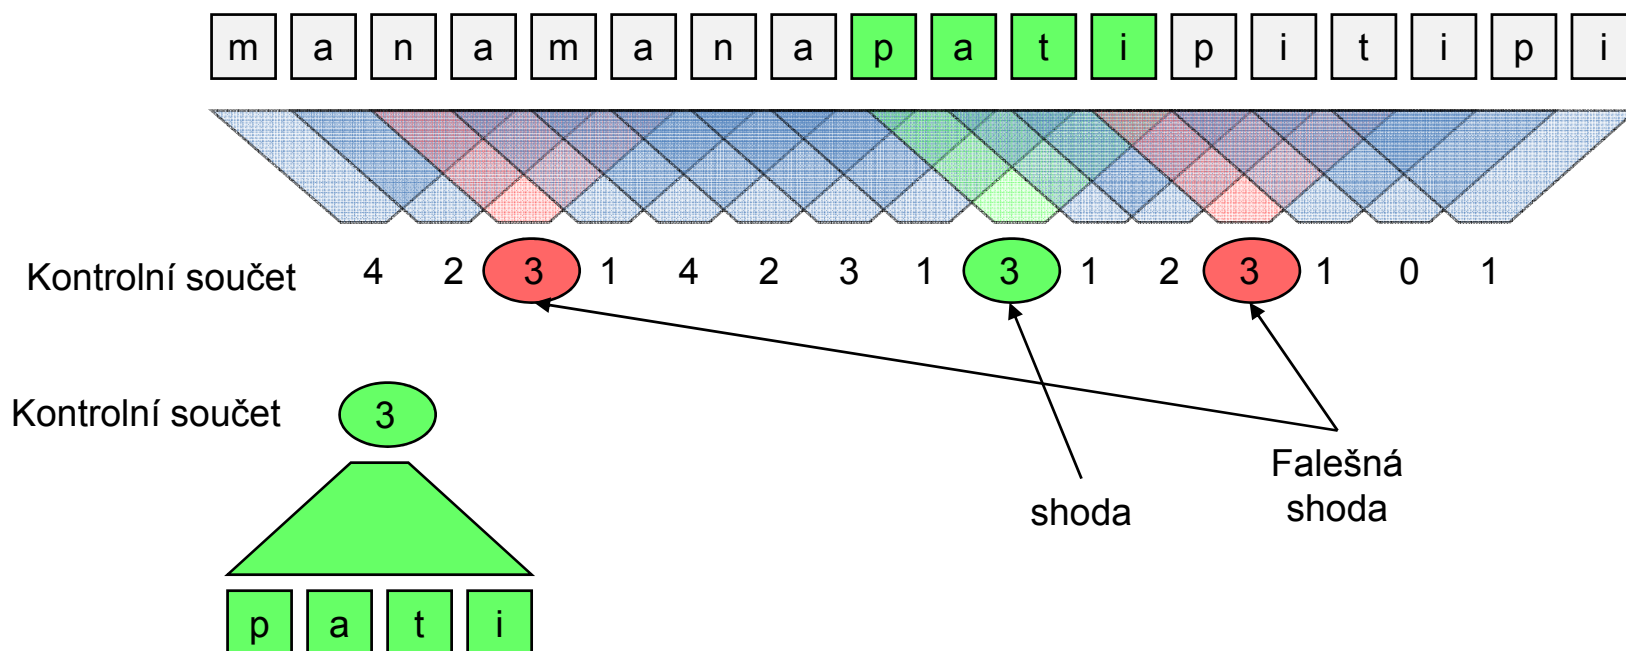 m a n a m a n a p a t i p i t i p i
Kontrolní součet 4 2 3 1 4 2 3 1 3 1 2 3 1 0 1
Kontrolní součet 3
Falešná
shoda
shoda
p a t i